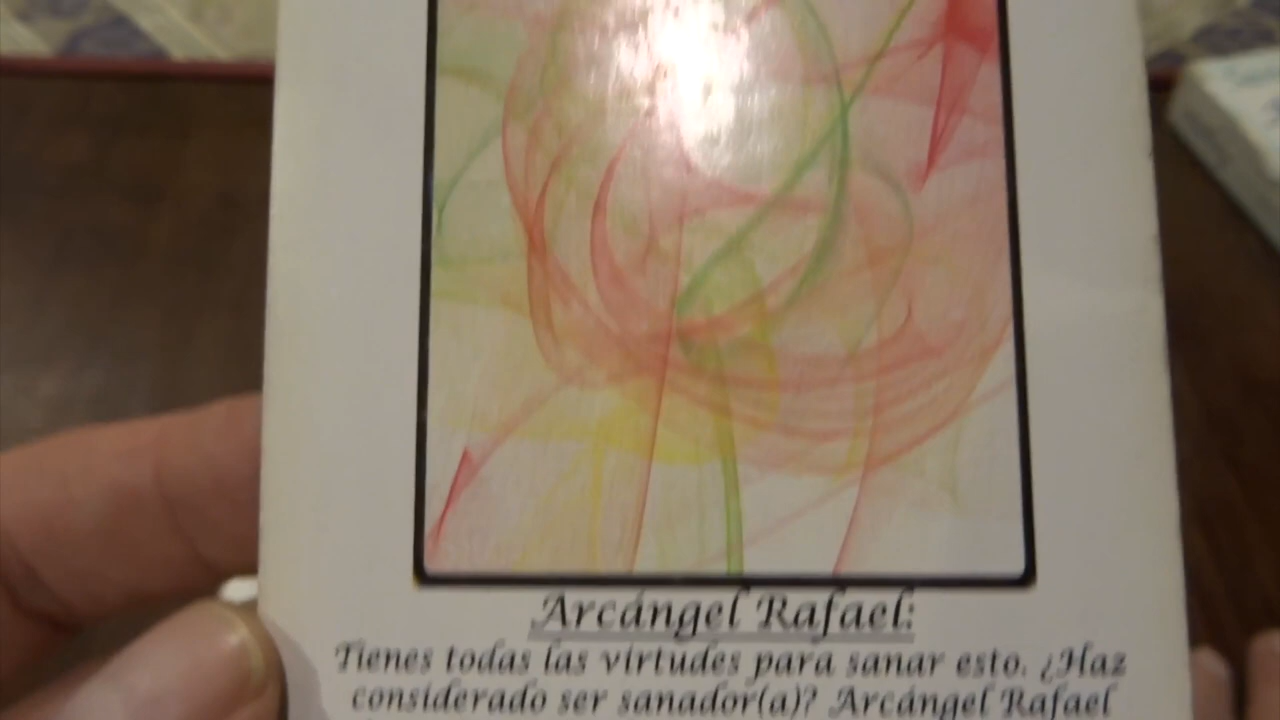 Arcángel Rafael:
Tienes todas las virtudes para sanar esto. ¿Haz
considerado ser sanador(a)? Arcángel Rafael